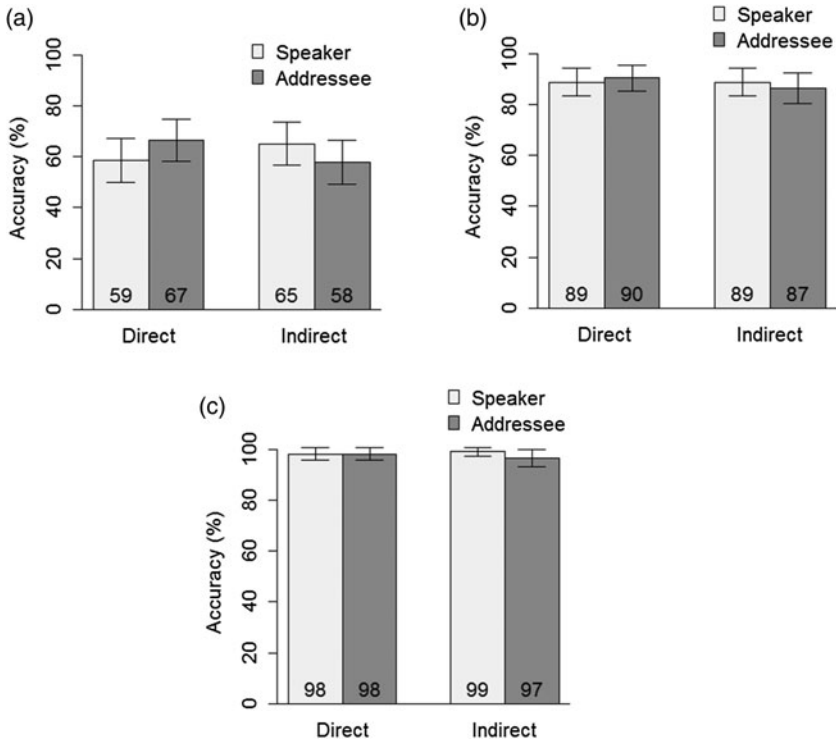 (a)
Speaker
Addressee
Accuracy (%)
0 20 40 60 80 100
59 67 65 58
Direct Indirect
(b)
Speaker
Addressee
Accuracy (%)
0 20 40 60 80 100
89 90 89 87
Direct Indirect
(c)
Speaker
Addressee
Accuracy (%)
0 20 40 60 80 100
98 98 99 97
Direct Indirect